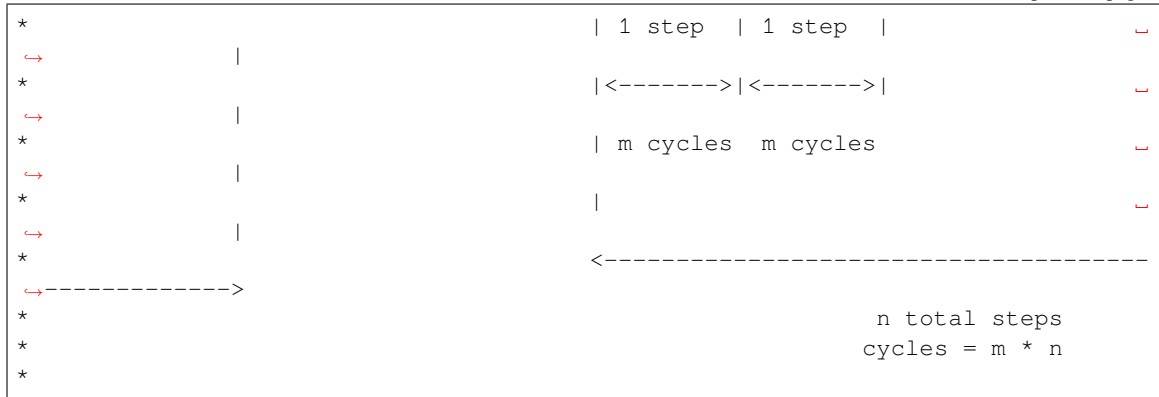 * | 1 step | 1 step | ␣
↪ |
* |<------->|<------->| ␣
↪ |
* | m cycles m cycles ␣
↪ |
* | ␣
↪ |
* <--------------------------------------
↪------------->
* n total steps
* cycles = m * n
*